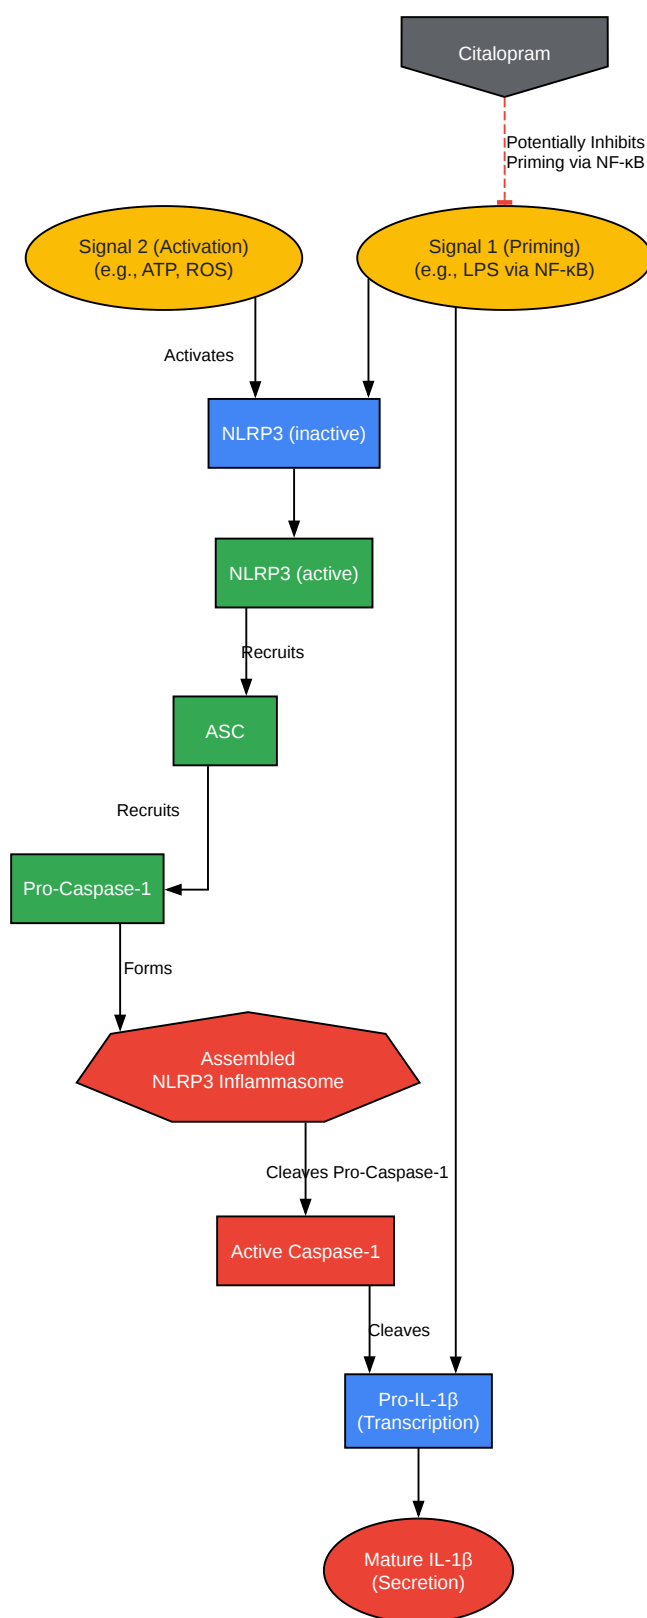 Citalopram
Potentially Inhibits
Priming via NF-κB
Signal 2 (Activation)
(e.g., ATP, ROS)
Signal 1 (Priming)
(e.g., LPS via NF-κB)
Activates
NLRP3 (inactive)
NLRP3 (active)
Recruits
ASC
Recruits
Pro-Caspase-1
Forms
Assembled
NLRP3 Inflammasome
Cleaves Pro-Caspase-1
Active Caspase-1
Cleaves
Pro-IL-1β
(Transcription)
Mature IL-1β
(Secretion)